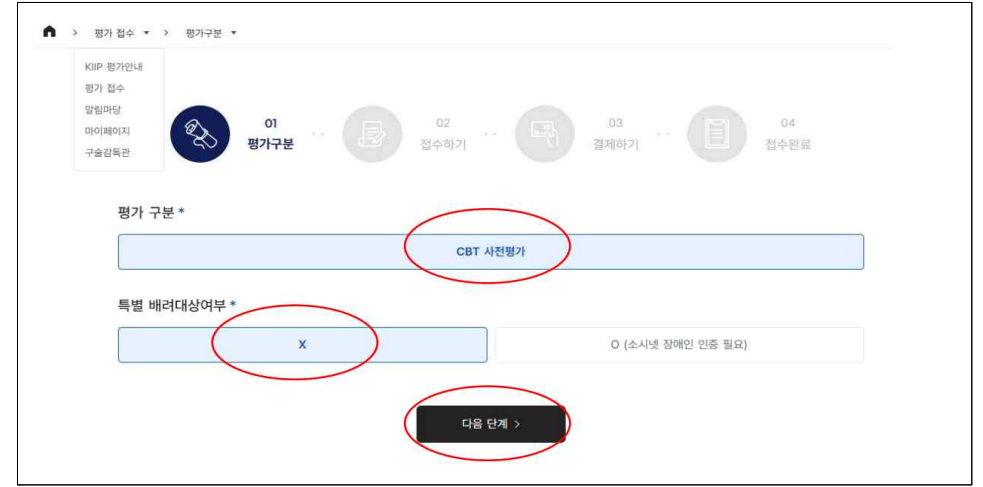 > 평가 접수 ▼ > 평가구분 ▼
KIIP 평가안내
평가 접수
알림마당
마이페이지
구술감독관
01
평가구분
02
접수하기
03
결제하기
04
접수완료
평가 구분 *
CBT 사전평가
특별 배려대상여부 *
X
O (소시넷 장애인 인증 필요)
다음 단계 >